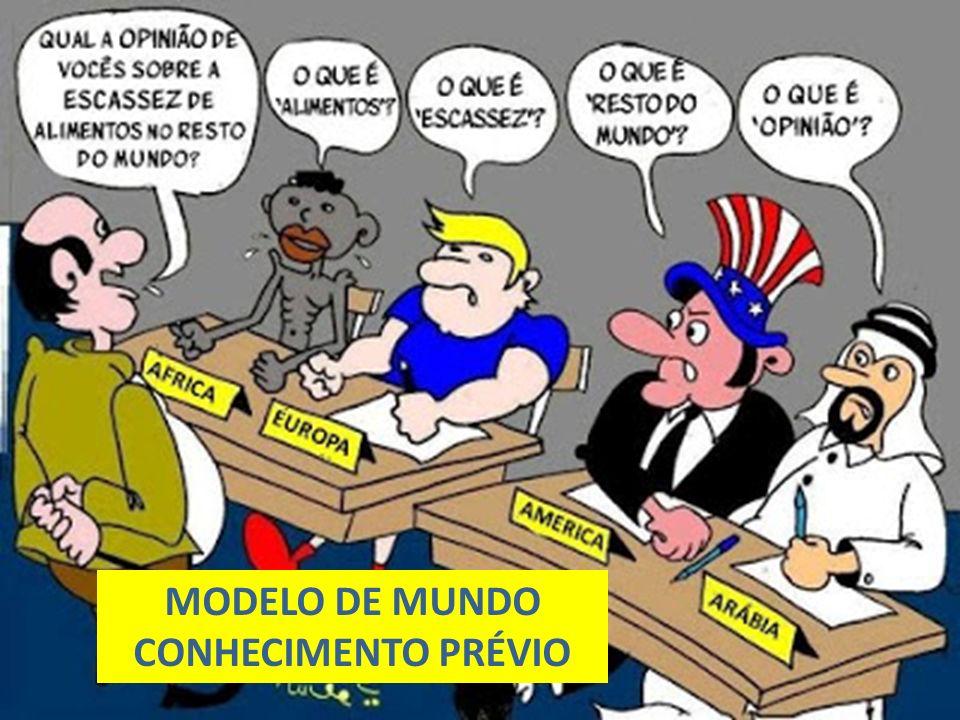 QUAL A OPINIÃO DE
VOCÊS SOBRE A
ESCASSEZ DE
ALIMENTOS NO RESTO
DO MUNDO?
O QUE É
'ALIMENTOS'?
O QUE É
'ESCASSEZ'?
O QUE É
'RESTO DO
MUNDO'?
O QUE É
'OPINIÃO'?
AFRICA
EUROPA
AMERICA
ARÁBIA
MODELO DE MUNDO
CONHECIMENTO PRÉVIO